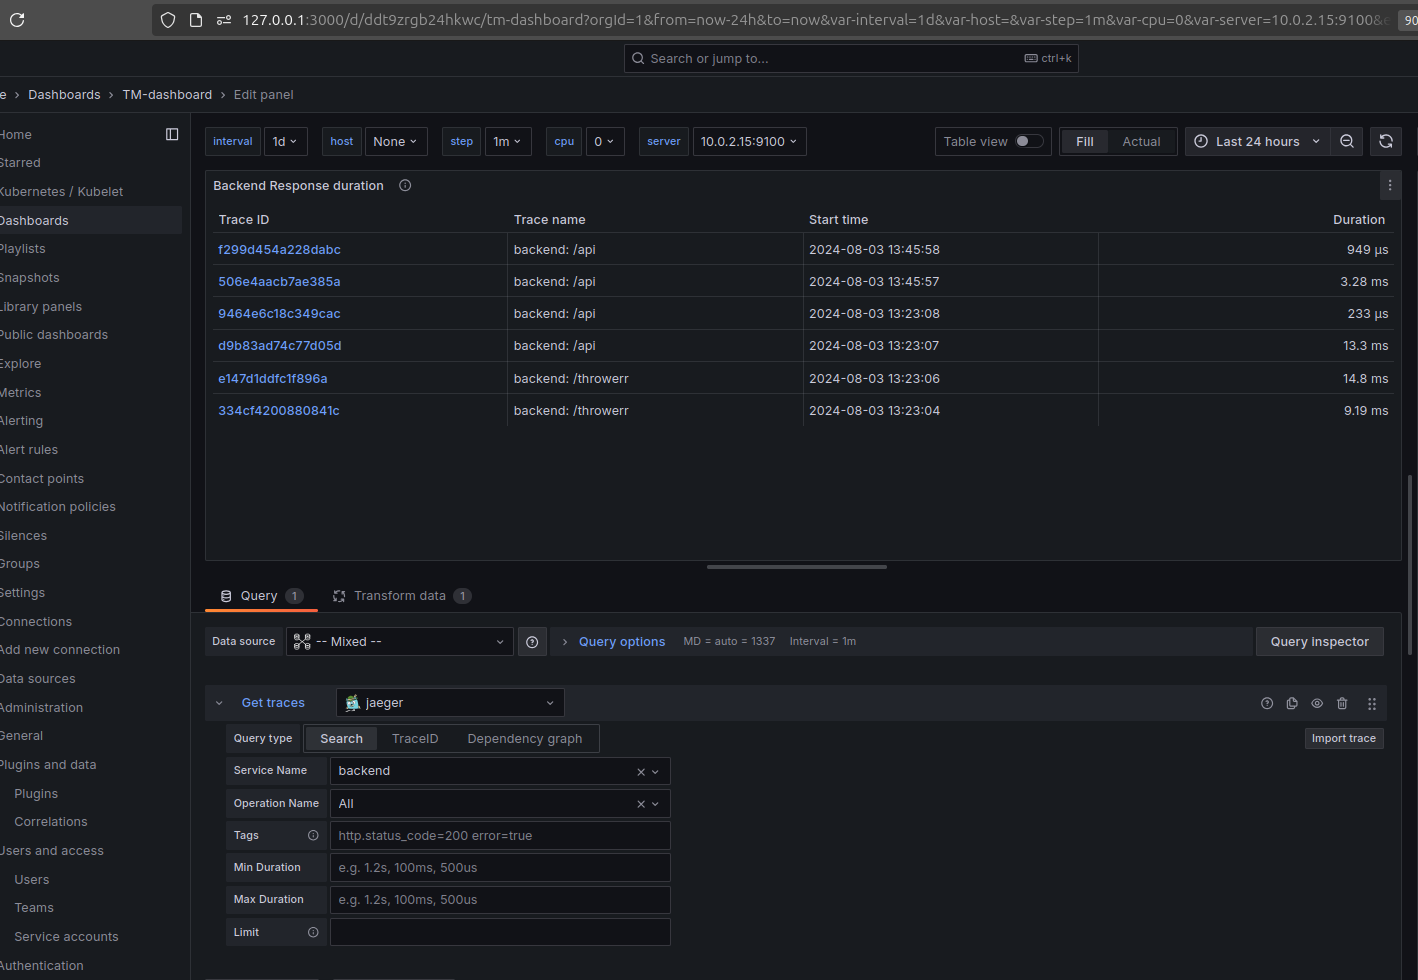 127.0.0.1:3000/d/ddt9zrgb24hkwc/tm-dashboard?orgId=1&from=now-24h&to=now&var-interval=1d&var-host=&var-step=1m&var-cpu=0&var-server=10.0.2.15:9100& 90
Search or jump to... ctrl+k
e › Dashboards › TM-dashboard › Edit panel
Home
Starred
Kubernetes / Kubelet
Dashboards
Playlists
Snapshots
Library panels
Public dashboards
Explore
Metrics
Alerting
Alert rules
Contact points
Notification policies
Silences
Groups
Settings
Connections
Add new connection
Data sources
Administration
General
Plugins and data
Plugins
Correlations
Users and access
Users
Teams
Service accounts
Authentication
interval 1d host None step 1m cpu 0 server 10.0.2.15:9100 Table view Fill Actual Last 24 hours
Backend Response duration
Trace ID Trace name Start time Duration
f299d454a228dabc backend: /api 2024-08-03 13:45:58 949 µs
506e4aacb7ae385a backend: /api 2024-08-03 13:45:57 3.28 ms
9464e6c18c349cac backend: /api 2024-08-03 13:23:08 233 µs
d9b83ad74c77d05d backend: /api 2024-08-03 13:23:07 13.3 ms
e147d1ddfc1f896a backend: /throwerr 2024-08-03 13:23:06 14.8 ms
334cf4200880841c backend: /throwerr 2024-08-03 13:23:04 9.19 ms
Query 1 Transform data 1
Data source -- Mixed -- › Query options MD = auto = 1337 Interval = 1m Query inspector
Get traces jaeger
Query type Search TraceID Dependency graph Import trace
Service Name backend
Operation Name All
Tags http.status_code=200 error=true
Min Duration e.g. 1.2s, 100ms, 500us
Max Duration e.g. 1.2s, 100ms, 500us
Limit